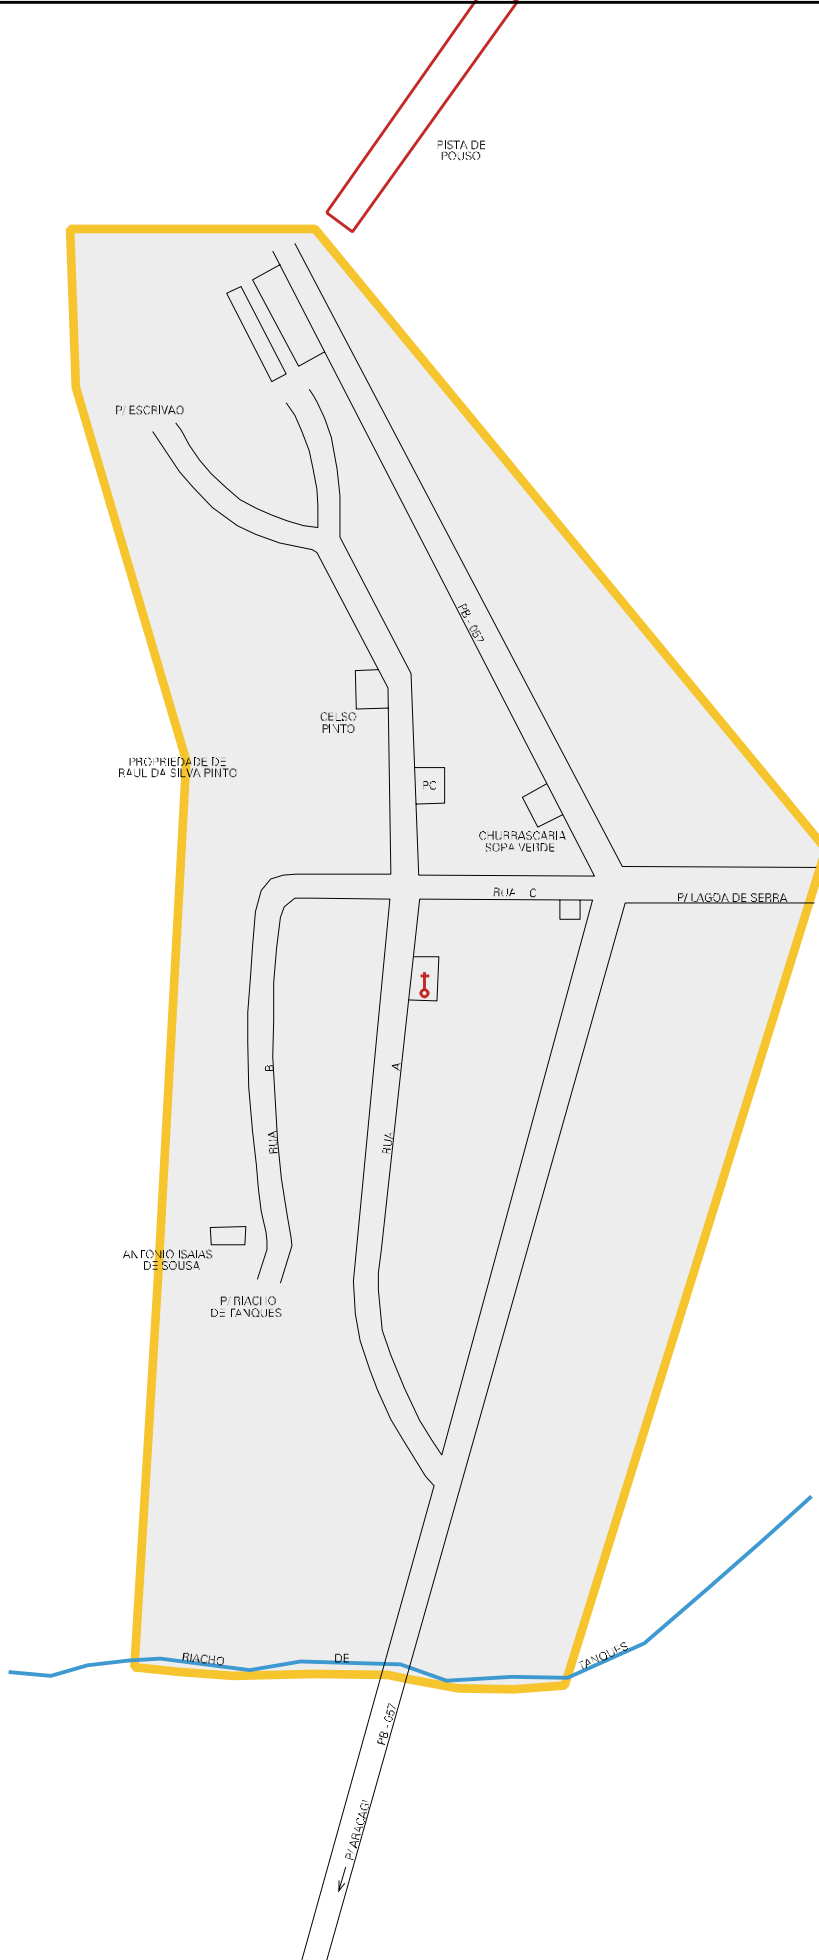 PISTA DE
POUSO
P/ ESCRIVAO
PB - 057
CELSO
PINTO
PROPRIEDADE DE
RAUL DA SILVA PINTO
PC
CHURRASCARIA
SOPA VERDE
RUA C
P/ LAGOA DE SERRA
RUA B
RUA A
ANTONIO ISAIAS
DE SOUSA
P/ RIACHO
DE TANQUES
RIACHO DE TANQUES
PB - 057
P/ ARAÇAGI